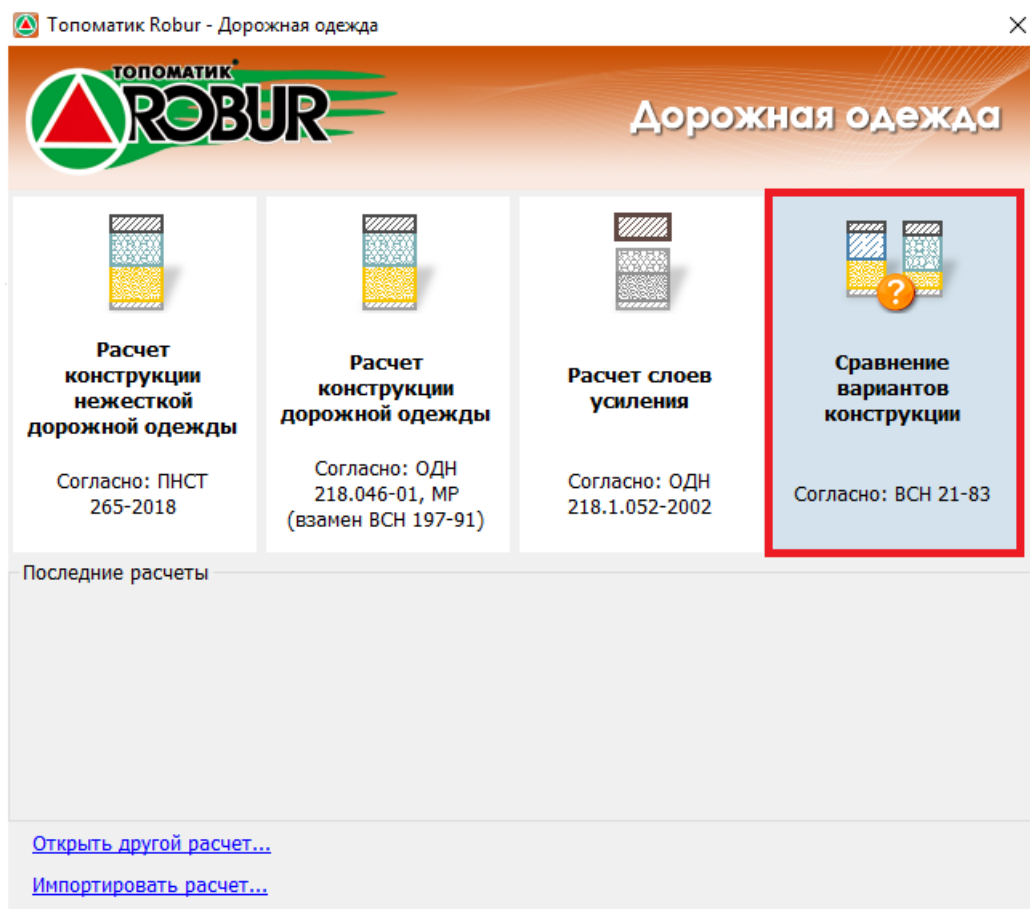 Топоматик Robur - Дорожная одежда
ТОПОМАТИК
ROBUR
Дорожная одежда
Расчет
конструкции
нежесткой
дорожной одежды
Согласно: ПНСТ
265-2018
Расчет
конструкции
дорожной одежды
Согласно: ОДН
218.046-01, МР
(взамен ВСН 197-91)
Расчет слоев
усиления
Согласно: ОДН
218.1.052-2002
?
Сравнение
вариантов
конструкции
Согласно: ВСН 21-83
Последние расчеты
Открыть другой расчет...
Импортировать расчет...